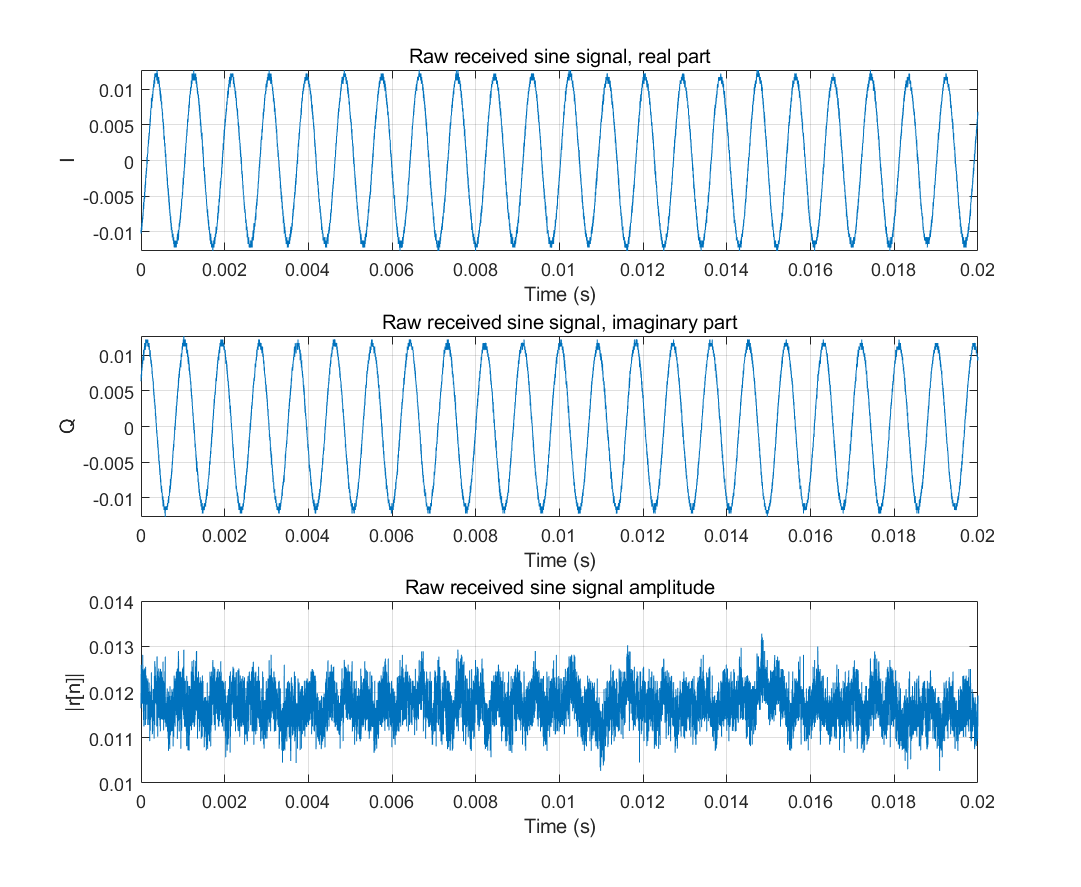 Raw received sine signal, real part
I
0.01
0.005
0
-0.005
-0.01
0 0.002 0.004 0.006 0.008 0.01 0.012 0.014 0.016 0.018 0.02
Time (s)
Raw received sine signal, imaginary part
Q
0.01
0.005
0
-0.005
-0.01
0 0.002 0.004 0.006 0.008 0.01 0.012 0.014 0.016 0.018 0.02
Time (s)
Raw received sine signal amplitude
|r[n]|
0.014
0.013
0.012
0.011
0.01
0 0.002 0.004 0.006 0.008 0.01 0.012 0.014 0.016 0.018 0.02
Time (s)